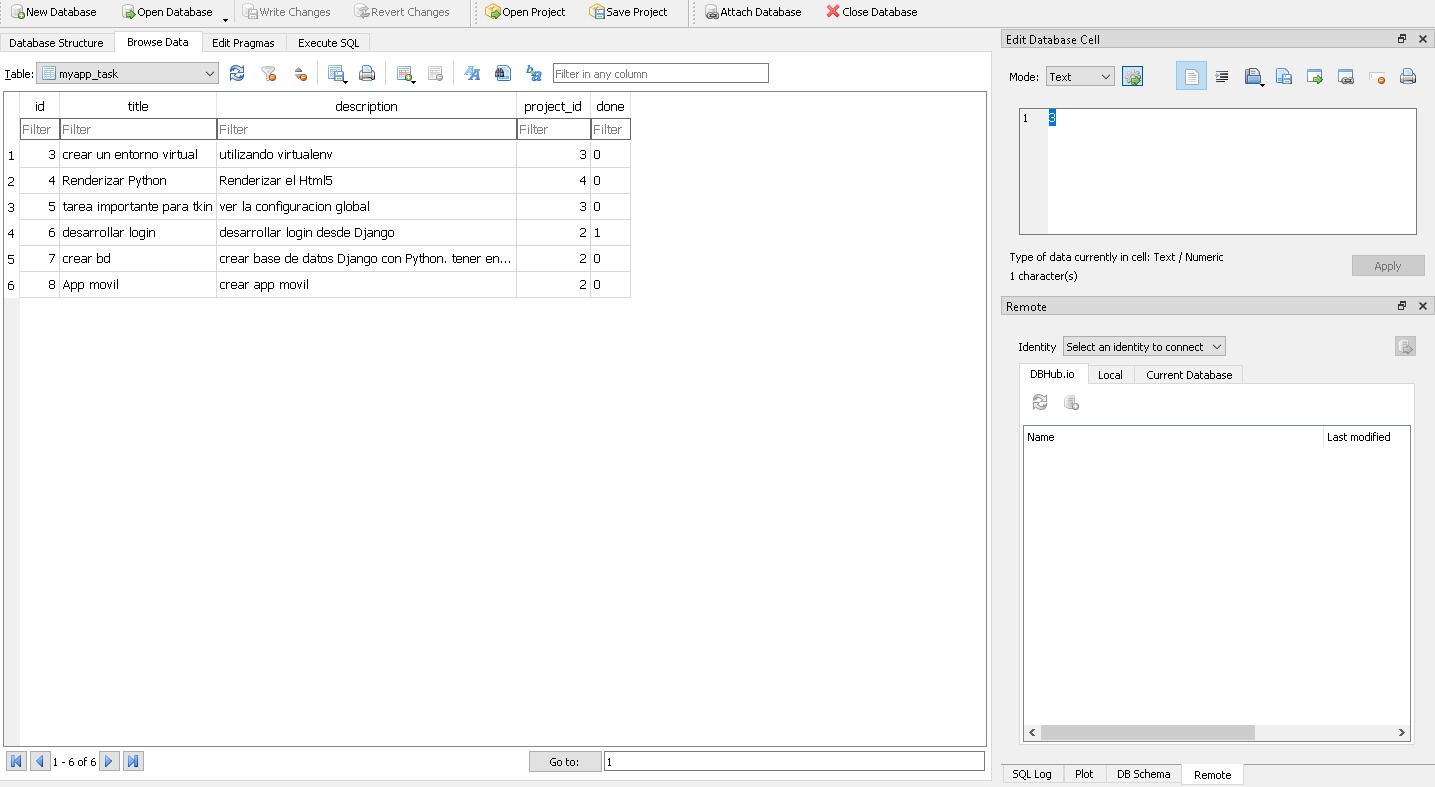 New Database Open Database Write Changes Revert Changes Open Project Save Project Attach Database Close Database
Database Structure Browse Data Edit Pragmas Execute SQL
Table: myapp_task Filter in any column
id title description project_id done
Filter Filter Filter Filter Filter
1 3 crear un entorno virtual utilizando virtualenv 3 0
2 4 Renderizar Python Renderizar el Html5 4 0
3 5 tarea importante para tkin ver la configuracion global 3 0
4 6 desarrollar login desarrollar login desde Django 2 1
5 7 crear bd crear base de datos Django con Python. tener en... 2 0
6 8 App movil crear app movil 2 0
1 - 6 of 6 Go to: 1
Edit Database Cell
Mode: Text
1 3
Type of data currently in cell: Text / Numeric
1 character(s)
Apply
Remote
Identity Select an identity to connect
DBHub.io Local Current Database
Name Last modified
SQL Log Plot DB Schema Remote